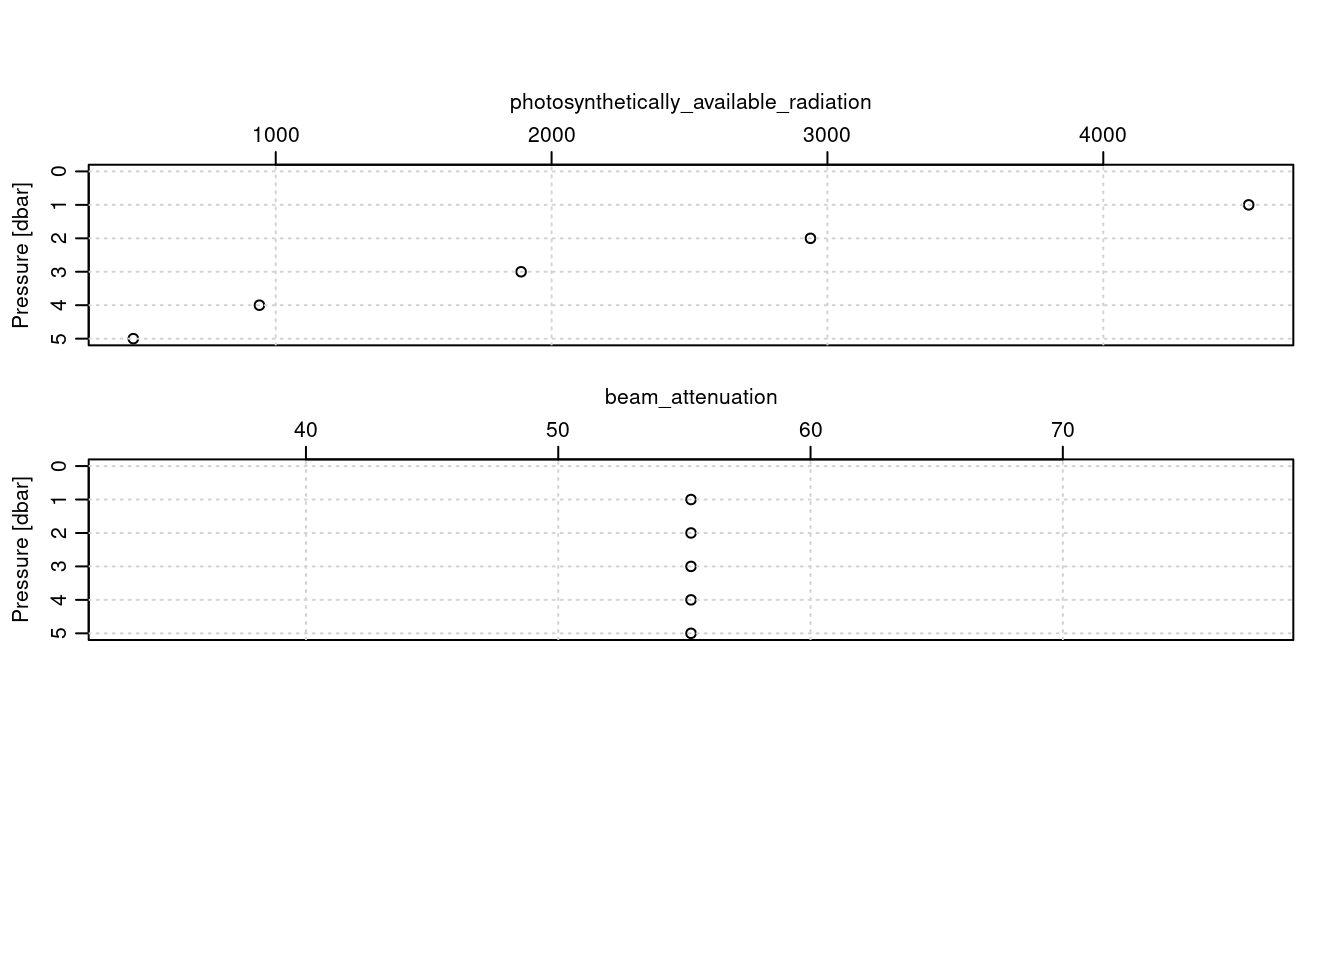 photosynthetically_available_radiation
1000 2000 3000 4000
Pressure [dbar]
0
1
2
3
4
5
beam_attenuation
40 50 60 70
Pressure [dbar]
0
1
2
3
4
5